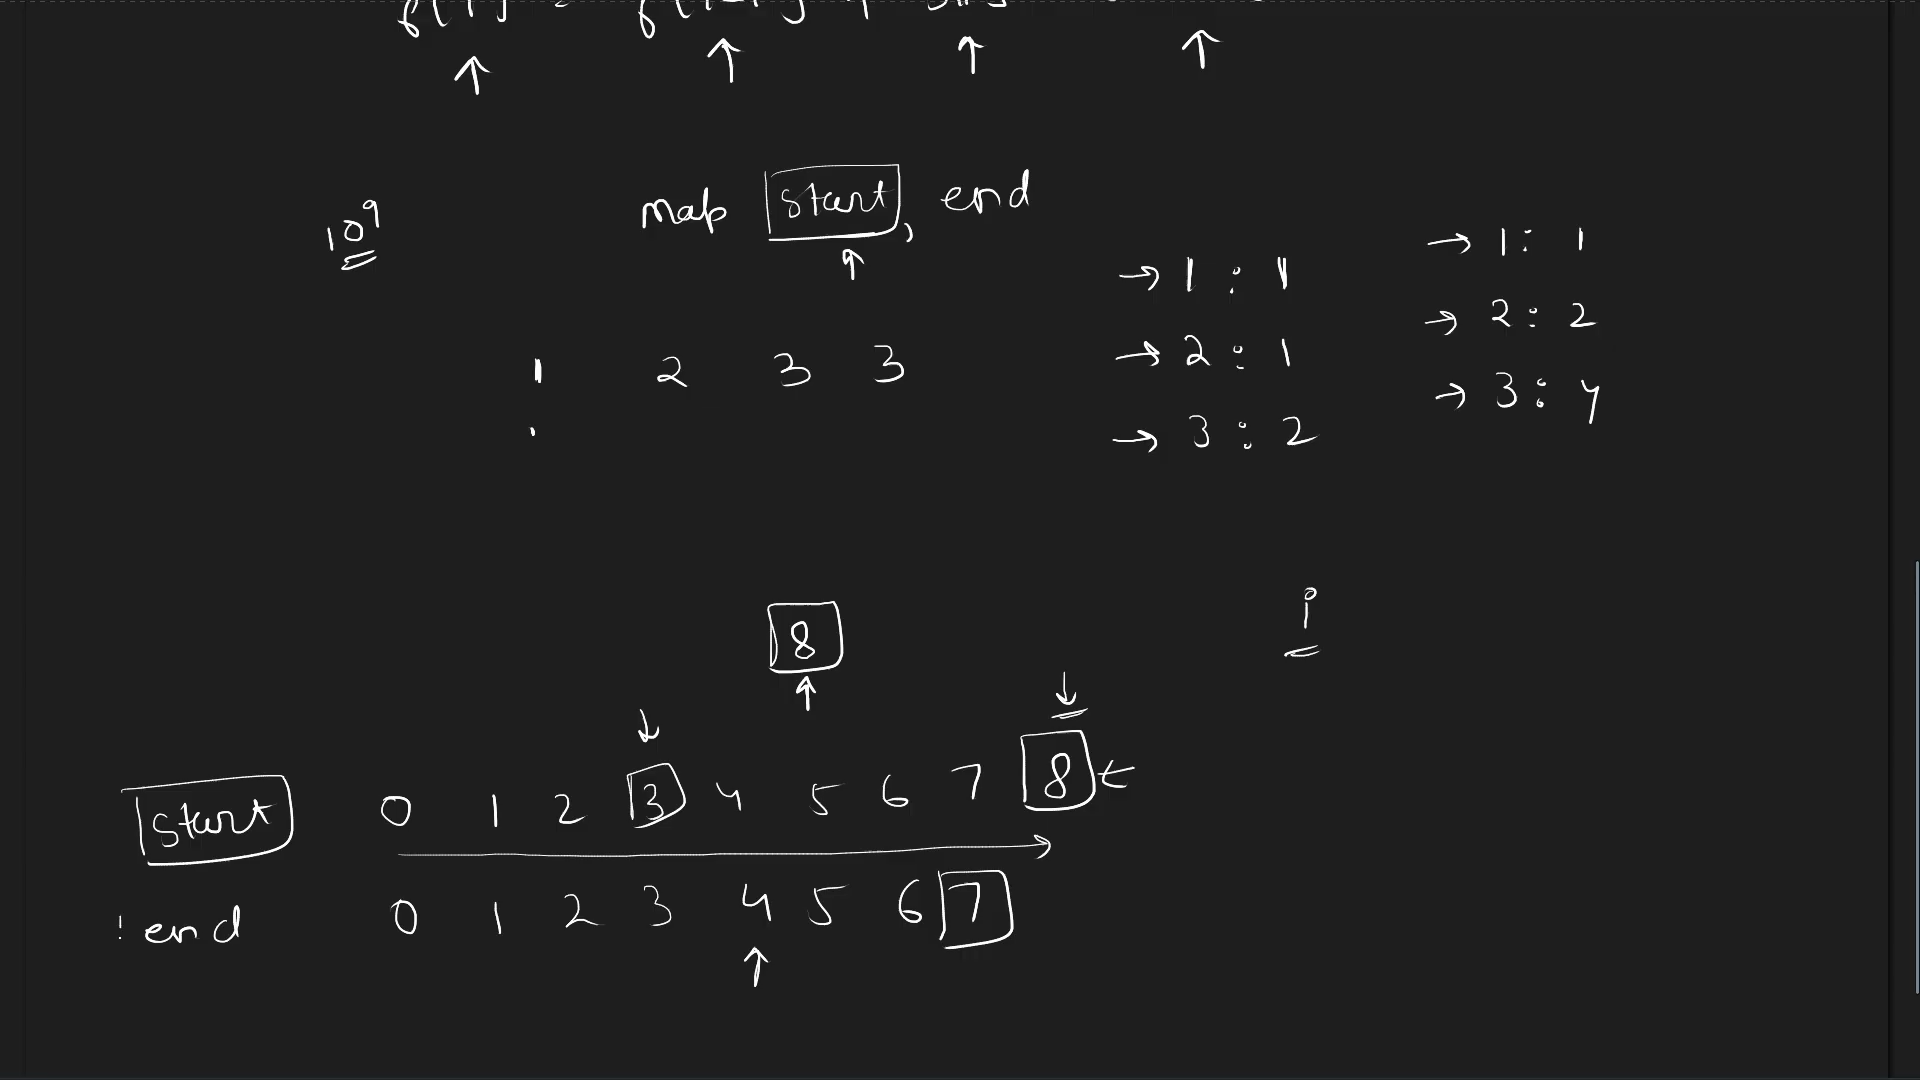 map start, end
10⁹
1 : 1
1 : 1
2 : 1
2 : 2
3 : 2
3 : 4
1 2 3 3
8
i
start 0 1 2 3 4 5 6 7 8
! end 0 1 2 3 4 5 6 7